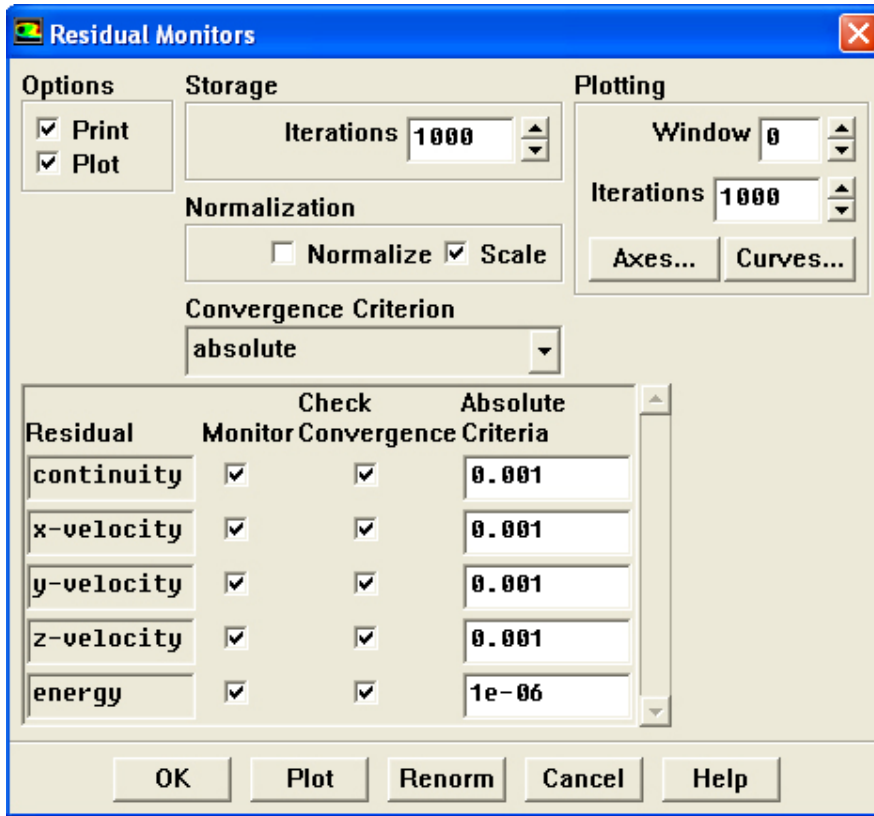 Residual Monitors
Options
Print
Plot
Storage
Iterations 1000
Normalization
Normalize Scale
Convergence Criterion
absolute
Plotting
Window 0
Iterations 1000
Axes... Curves...
Check Absolute
Residual Monitor Convergence Criteria
continuity 0.001
x-velocity 0.001
y-velocity 0.001
z-velocity 0.001
energy 1e-06
OK Plot Renorm Cancel Help